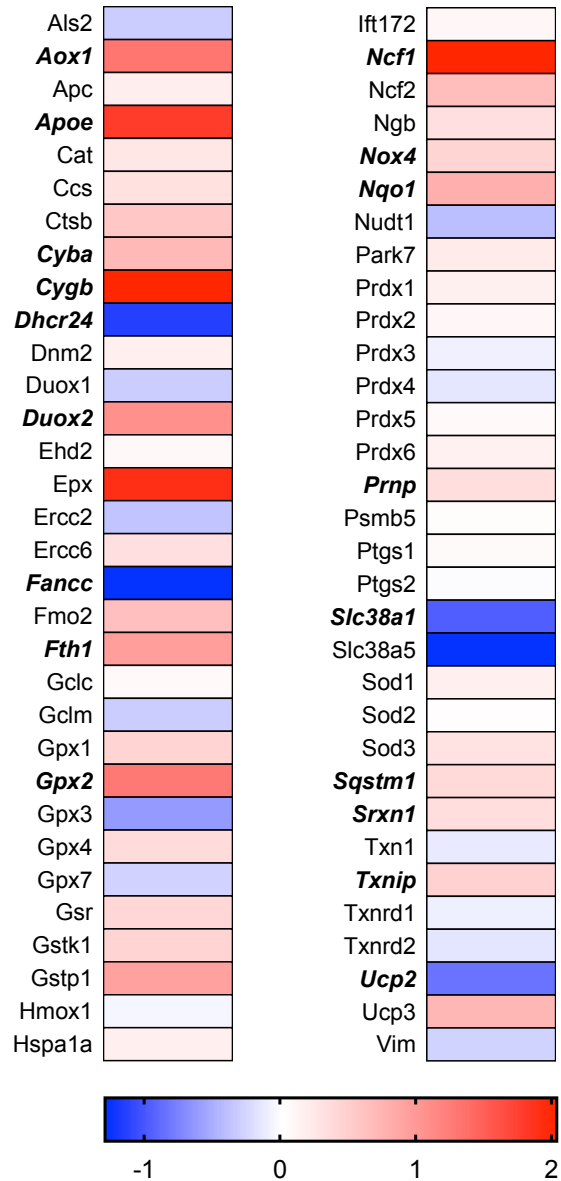 Als2
Aox1
Apc
Apoe
Cat
Ccs
Ctsb
Cyba
Cygb
Dhcr24
Dnm2
Duox1
Duox2
Ehd2
Epx
Ercc2
Ercc6
Fancc
Fmo2
Fth1
Gclc
Gclm
Gpx1
Gpx2
Gpx3
Gpx4
Gpx7
Gsr
Gstk1
Gstp1
Hmox1
Hspa1a
Ift172
Ncf1
Ncf2
Ngb
Nox4
Nqo1
Nudt1
Park7
Prdx1
Prdx2
Prdx3
Prdx4
Prdx5
Prdx6
Prnp
Psmb5
Ptgs1
Ptgs2
Slc38a1
Slc38a5
Sod1
Sod2
Sod3
Sqstm1
Srxn1
Txn1
Txnip
Txnrd1
Txnrd2
Ucp2
Ucp3
Vim
-1 0 1 2